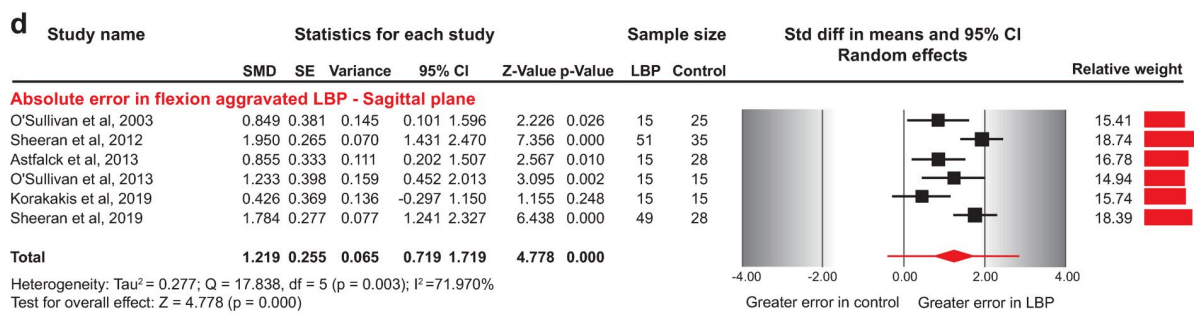 d Study name Statistics for each study Sample size Std diff in means and 95% CI
Random effects
SMD SE Variance 95% CI Z-Value p-Value LBP Control Relative weight
Absolute error in flexion aggravated LBP - Sagittal plane
O'Sullivan et al, 2003 0.849 0.381 0.145 0.101 1.596 2.226 0.026 15 25 15.41
Sheeran et al, 2012 1.950 0.265 0.070 1.431 2.470 7.356 0.000 51 35 18.74
Astfalck et al, 2013 0.855 0.333 0.111 0.202 1.507 2.567 0.010 15 28 16.78
O'Sullivan et al, 2013 1.233 0.398 0.159 0.452 2.013 3.095 0.002 15 15 14.94
Korakakis et al, 2019 0.426 0.369 0.136 -0.297 1.150 1.155 0.248 15 15 15.74
Sheeran et al, 2019 1.784 0.277 0.077 1.241 2.327 6.438 0.000 49 28 18.39
Total 1.219 0.255 0.065 0.719 1.719 4.778 0.000
-4.00 -2.00 0.00 2.00 4.00
Heterogeneity: Tau² = 0.277; Q = 17.838, df = 5 (p = 0.003); I² =71.970%
Test for overall effect: Z = 4.778 (p = 0.000)
Greater error in control Greater error in LBP